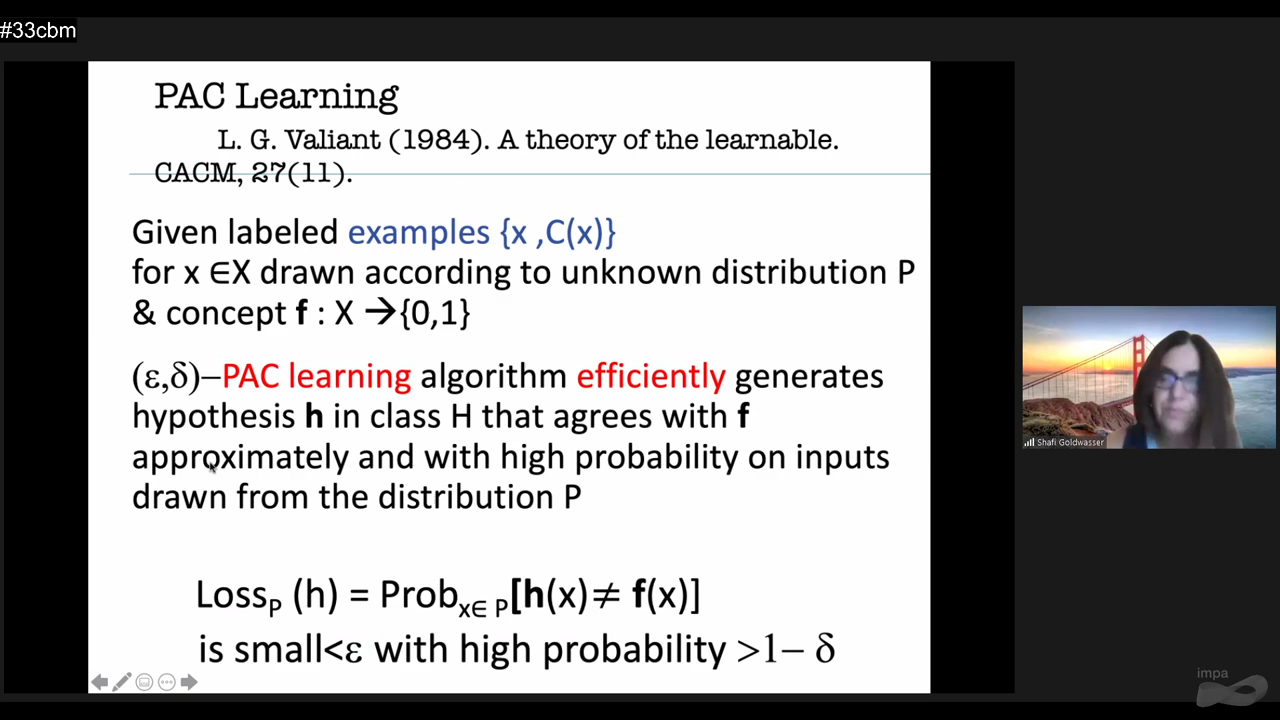 #33cbm
PAC Learning
L. G. Valiant (1984). A theory of the learnable.
CACM, 27(11).
Given labeled examples {x ,C(x)}
for x ∈X drawn according to unknown distribution P
& concept f : X →{0,1}
(ε,δ)–PAC learning algorithm efficiently generates
hypothesis h in class H that agrees with f
approximately and with high probability on inputs
drawn from the distribution P
Loss_P (h) = Prob_x∈ P[h(x)≠ f(x)]
is small<ε with high probability >1– δ
Shafi Goldwasser
impa